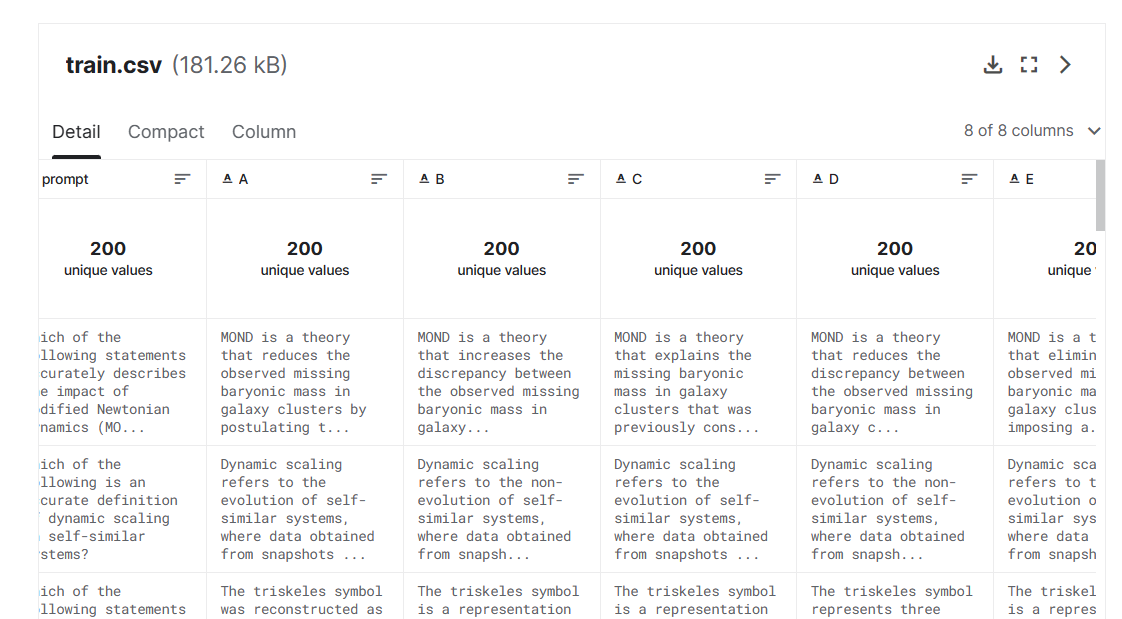 train.csv (181.26 kB)
Detail Compact Column
8 of 8 columns
prompt A B C D E
200 200 200 200 200 20
unique values unique values unique values unique values unique values unique
ich of the
llowing statements
curately describes
e impact of
dified Newtonian
namics (MO...
MOND is a theory
that reduces the
observed missing
baryonic mass in
galaxy clusters by
postulating t...
MOND is a theory
that increases the
discrepancy between
the observed missing
baryonic mass in
galaxy...
MOND is a theory
that explains the
missing baryonic
mass in galaxy
clusters that was
previously cons...
MOND is a theory
that reduces the
discrepancy between
the observed missing
baryonic mass in
galaxy c...
MOND is a t
that elimin
observed mi
baryonic ma
galaxy clus
imposing a.
ich of the
llowing is an
curate definition
dynamic scaling
self-similar
stems?
Dynamic scaling
refers to the
evolution of self-
similar systems,
where data obtained
from snapshots ...
Dynamic scaling
refers to the non-
evolution of self-
similar systems,
where data obtained
from snapsh...
Dynamic scaling
refers to the
evolution of self-
similar systems,
where data obtained
from snapshots ...
Dynamic scaling
refers to the non-
evolution of self-
similar systems,
where data obtained
from snapsh...
Dynamic sca
refers to t
evolution o
similar sys
where data
from snapsh
ich of the
llowing statements
The triskeles symbol
was reconstructed as
The triskeles symbol
is a representation
The triskeles symbol
is a representation
The triskeles symbol
represents three
The triskel
is a repres